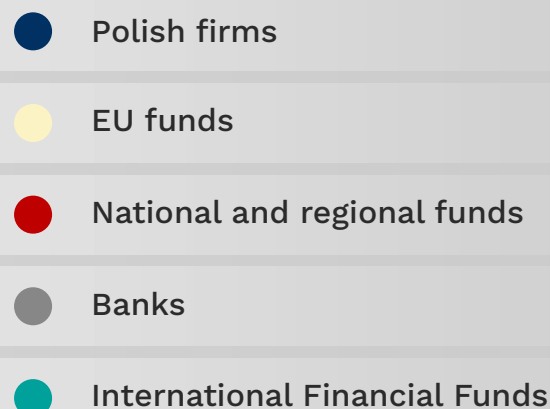 Polish firms
EU funds
National and regional funds
Banks
International Financial Funds